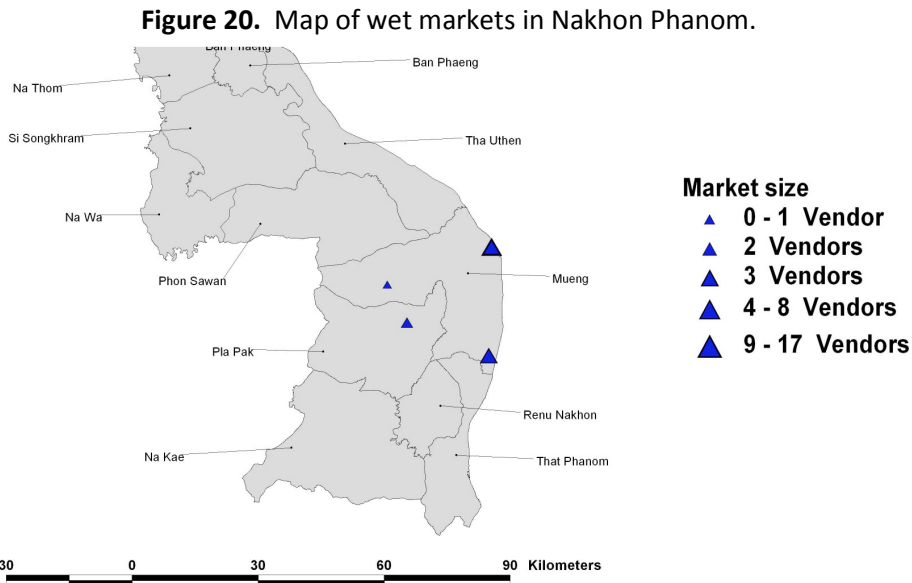 Figure 20. Map of wet markets in Nakhon Phanom.
Ban Phaeng
Ban Phaeng
Na Thom
Si Songkhram
Tha Uthen
Na Wa
Phon Sawan
Mueng
Pla Pak
Renu Nakhon
Na Kae
That Phanom
Market size
0 - 1 Vendor
2 Vendors
3 Vendors
4 - 8 Vendors
9 - 17 Vendors
30 0 30 60 90 Kilometers